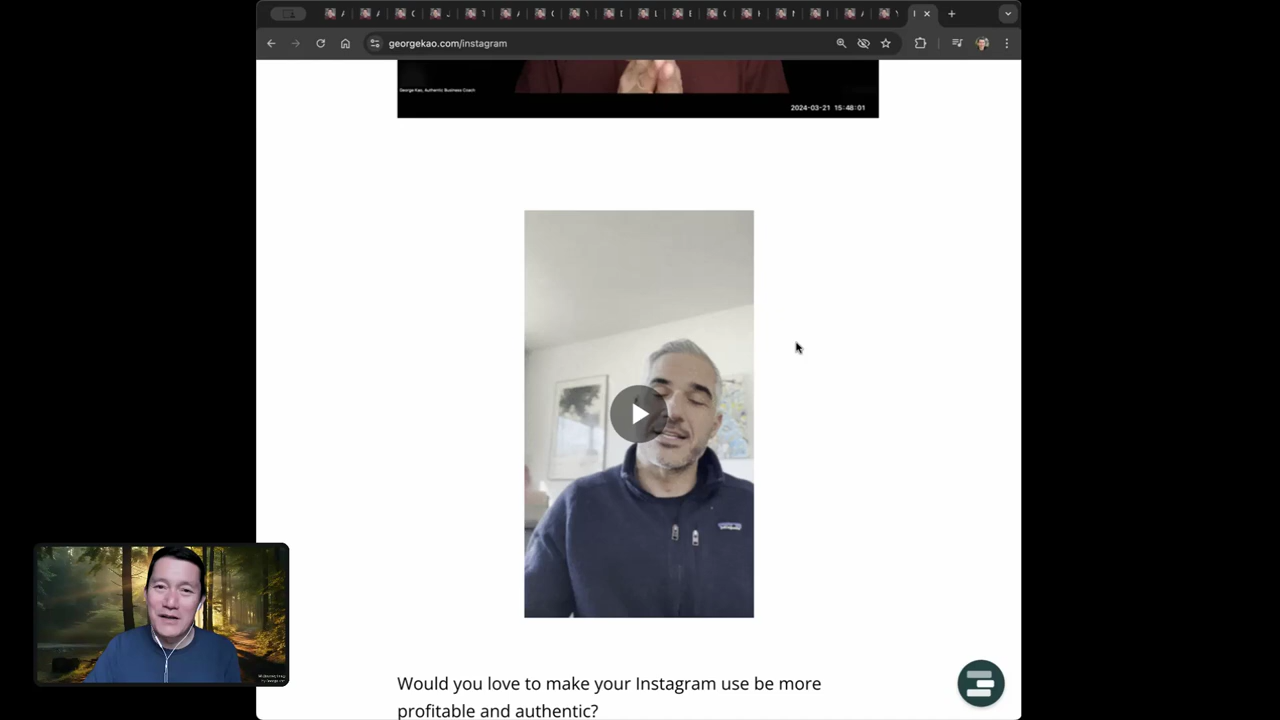 georgekao.com/instagram
George Kao, Authentic Business Coach
2024-03-21 15:48:01
Would you love to make your Instagram use be more
profitable and authentic?